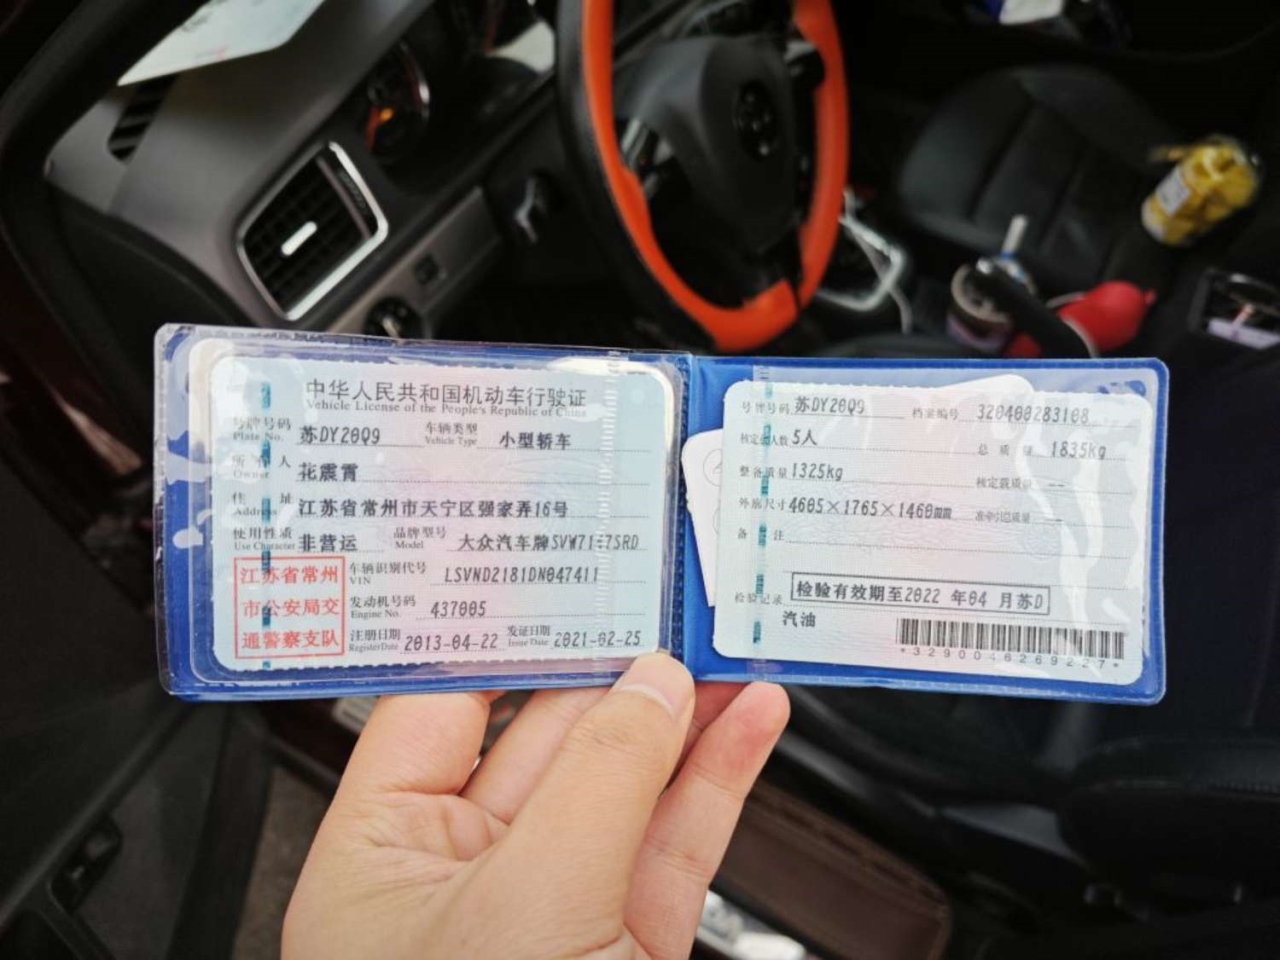 中华人民共和国机动车行驶证
Vehicle License of the People's Republic of China
号牌号码 苏DY20Q9 车辆类型 小型轿车
Plate No. Vehicle Type
所有人 花震霄
Owner
住址 江苏省常州市天宁区强家弄16号
Address
使用性质 非营运 品牌型号 大众汽车牌
Use Character Model
江苏省常州
市公安局交
通警察支队
车辆识别代号 LSVND2181DN047411
VIN
发动机号码 437005
Engine No.
注册日期 2013-04-22 发证日期 2021-02-25
Register Date Issue Date
号牌号码 苏DY20Q9 档案编号 320400283108
核定载人数 5人 总质量 1835kg
整备质量 1325kg 核定载质量 --
外廓尺寸 4605×1765×1460mm 准牵引总质量 --
备注
检验记录 检验有效期至2022年04月苏D
汽油
*3290046269227*